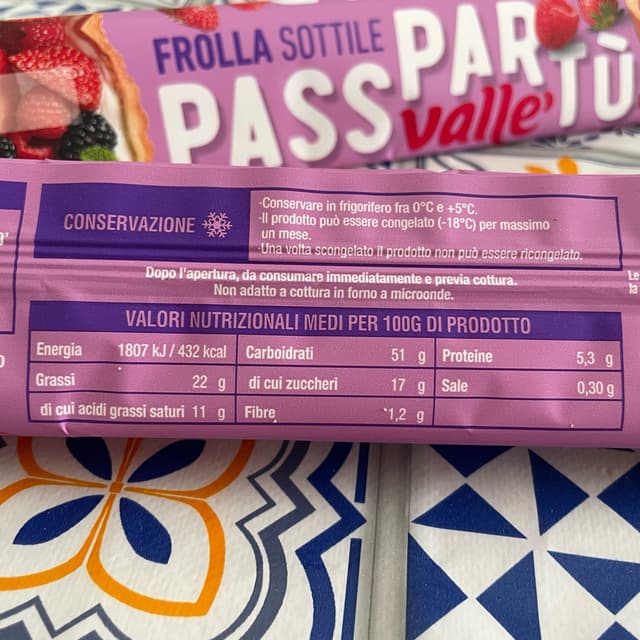 FROLLA SOTTILE
PASSPARTÙ
valle'
CONSERVAZIONE
·Conservare in frigorifero fra 0°C e +5°C.
·Il prodotto può essere congelato (-18°C) per massimo
un mese.
·Una volta scongelato il prodotto non può essere ricongelato.
Dopo l'apertura, da consumare immediatamente e previa cottura.
Non adatto a cottura in forno a microonde.
Le
la
VALORI NUTRIZIONALI MEDI PER 100G DI PRODOTTO
Energia 1807 kJ / 432 kcal Carboidrati 51 g Proteine 5,3 g
Grassi 22 g di cui zuccheri 17 g Sale 0,30 g
di cui acidi grassi saturi 11 g Fibre 1,2 g